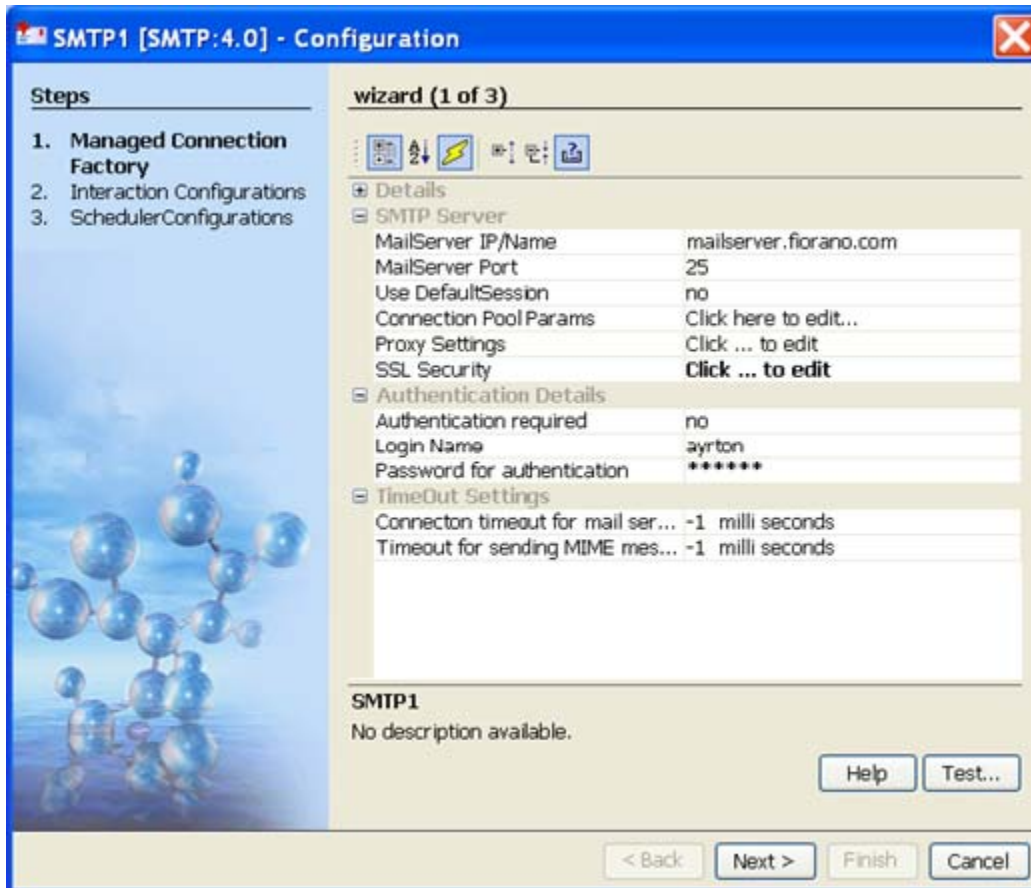 SMTP1 [SMTP:4.0] - Configuration
Steps
1. Managed Connection
Factory
2. Interaction Configurations
3. SchedulerConfigurations
wizard (1 of 3)
Details
SMTP Server
MailServer IP/Name mailserver.fiorano.com
MailServer Port 25
Use DefaultSession no
Connection Pool Params Click here to edit...
Proxy Settings Click ... to edit
SSL Security Click ... to edit
Authentication Details
Authentication required no
Login Name ayrton
Password for authentication ******
TimeOut Settings
Connecton timeout for mail ser... -1 milli seconds
Timeout for sending MIME mes... -1 milli seconds
SMTP1
No description available.
Help Test...
< Back Next > Finish Cancel